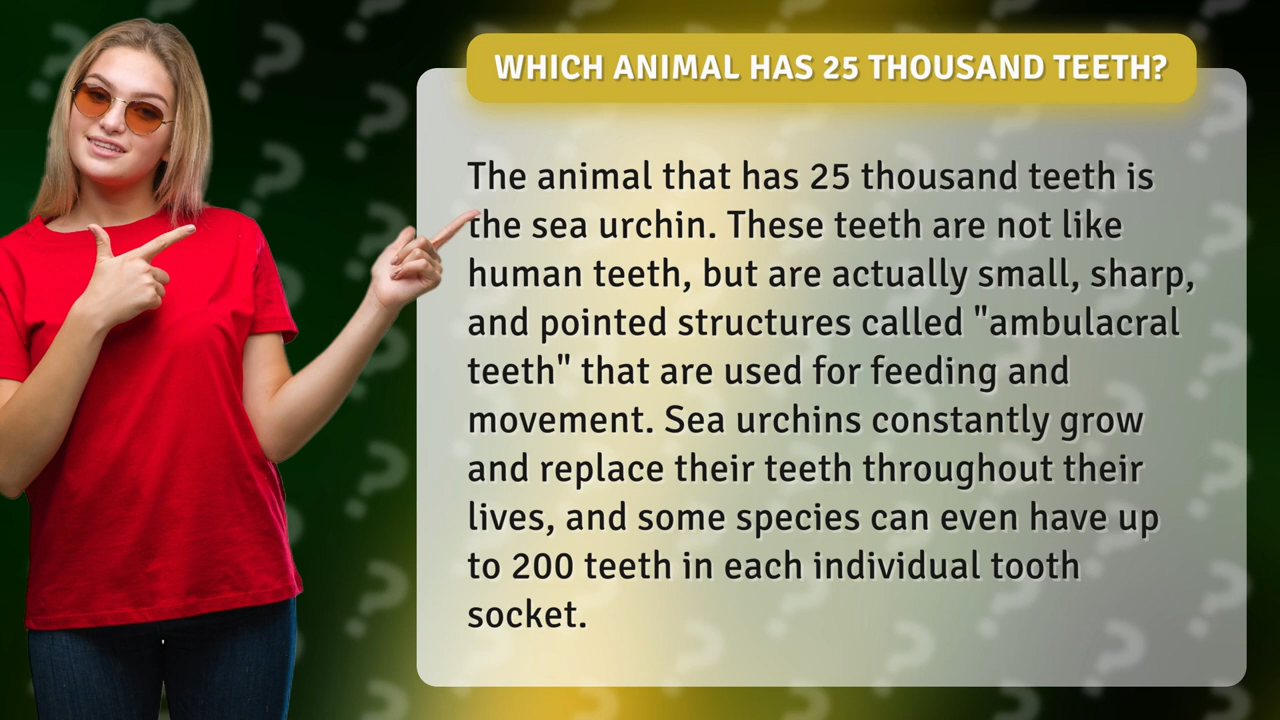 WHICH ANIMAL HAS 25 THOUSAND TEETH?
The animal that has 25 thousand teeth is
the sea urchin. These teeth are not like
human teeth, but are actually small, sharp,
and pointed structures called "ambulacral
teeth" that are used for feeding and
movement. Sea urchins constantly grow
and replace their teeth throughout their
lives, and some species can even have up
to 200 teeth in each individual tooth
socket.